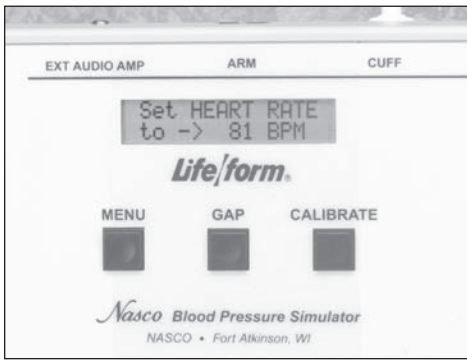 EXT AUDIO AMP ARM CUFF
Set HEART RATE
to -> 81 BPM
Life/form®
MENU GAP CALIBRATE
Nasco Blood Pressure Simulator
NASCO • Fort Atkinson, WI